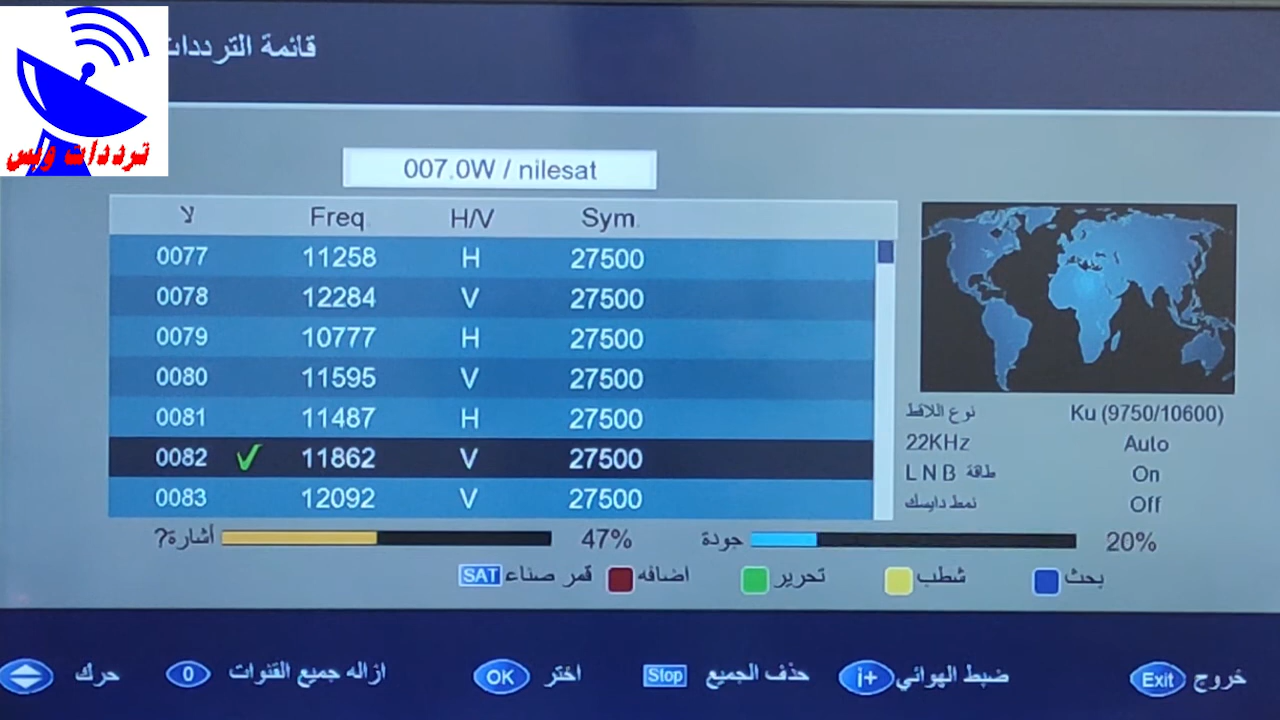 قائمة الترددات
ترددات ويس
007.0W / nilesat
لا Freq. H/V Sym.
0077 11258 H 27500
0078 12284 V 27500
0079 10777 H 27500
0080 11595 V 27500
0081 11487 H 27500
0082 11862 V 27500
0083 12092 V 27500
نوع اللاقط Ku (9750/10600)
22KHz Auto
طاقة LNB On
نمط دايسك Off
أشارة? 47% جودة 20%
SAT قمر صناء اضافه تحرير شطب بحث
حرك 0 ازاله جميع القنوات OK اختر Stop حذف الجميع i+ ضبط الهوائي Exit خروج